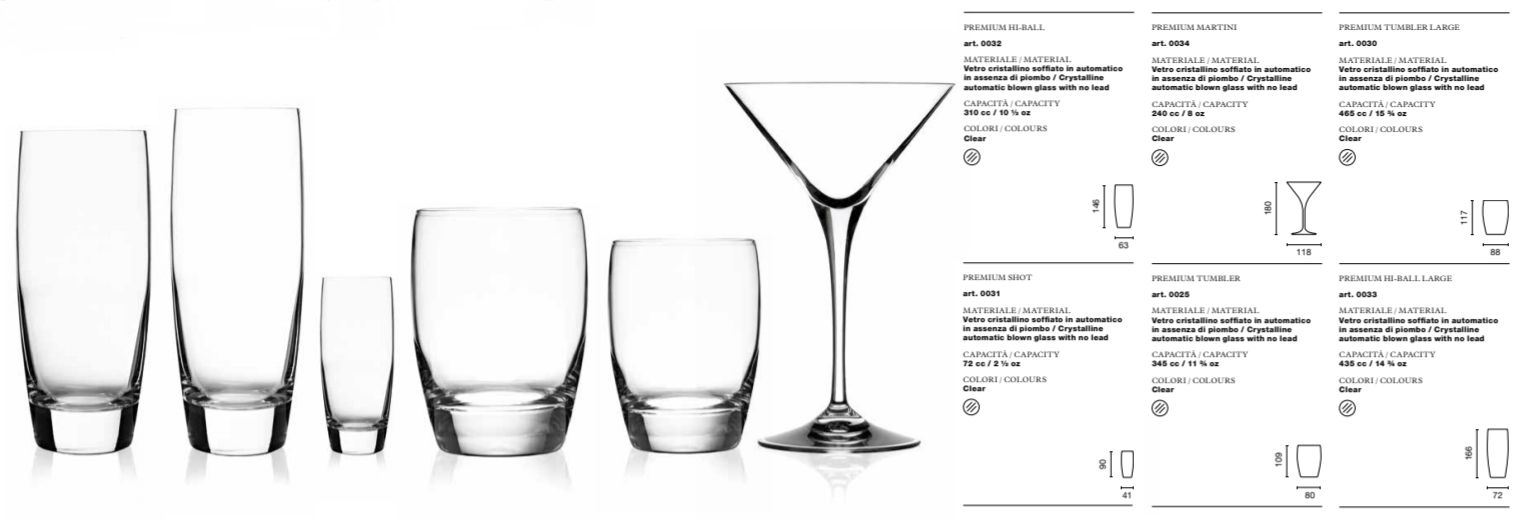 PREMIUM HI-BALL
art. 0032
MATERIALE / MATERIAL
Vetro cristallino soffiato in automatico
in assenza di piombo / Crystalline
automatic blown glass with no lead
CAPACITÀ / CAPACITY
310 cc / 10 ½ oz
COLORI / COLOURS
Clear
146
63
PREMIUM MARTINI
art. 0034
MATERIALE / MATERIAL
Vetro cristallino soffiato in automatico
in assenza di piombo / Crystalline
automatic blown glass with no lead
CAPACITÀ / CAPACITY
240 cc / 8 oz
COLORI / COLOURS
Clear
180
118
PREMIUM TUMBLER LARGE
art. 0030
MATERIALE / MATERIAL
Vetro cristallino soffiato in automatico
in assenza di piombo / Crystalline
automatic blown glass with no lead
CAPACITÀ / CAPACITY
465 cc / 15 ¾ oz
COLORI / COLOURS
Clear
117
88
PREMIUM SHOT
art. 0031
MATERIALE / MATERIAL
Vetro cristallino soffiato in automatico
in assenza di piombo / Crystalline
automatic blown glass with no lead
CAPACITÀ / CAPACITY
72 cc / 2 ½ oz
COLORI / COLOURS
Clear
90
41
PREMIUM TUMBLER
art. 0025
MATERIALE / MATERIAL
Vetro cristallino soffiato in automatico
in assenza di piombo / Crystalline
automatic blown glass with no lead
CAPACITÀ / CAPACITY
345 cc / 11 ¾ oz
COLORI / COLOURS
Clear
109
80
PREMIUM HI-BALL LARGE
art. 0033
MATERIALE / MATERIAL
Vetro cristallino soffiato in automatico
in assenza di piombo / Crystalline
automatic blown glass with no lead
CAPACITÀ / CAPACITY
435 cc / 14 ¾ oz
COLORI / COLOURS
Clear
166
72